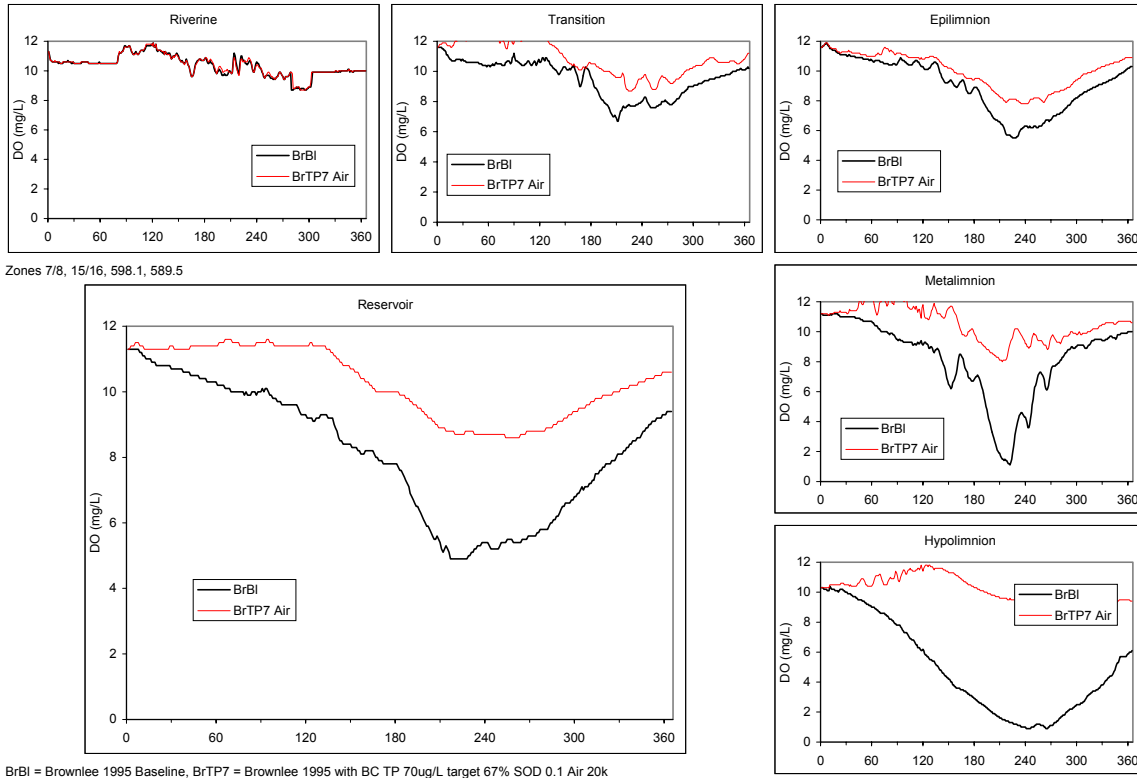 Riverine
12
10
8
6
4
2
0
DO (mg/L)
BrBl
BrTP7 Air
0 60 120 180 240 300 360
Transition
12
10
8
6
4
2
0
DO (mg/L)
BrBl
BrTP7 Air
0 60 120 180 240 300 360
Epilimnion
12
10
8
6
4
2
0
DO (mg/L)
BrBl
BrTP7 Air
0 60 120 180 240 300 360
Zones 7/8, 15/16, 598.1, 589.5
Reservoir
12
10
8
6
4
2
0
DO (mg/L)
BrBl
BrTP7 Air
0 60 120 180 240 300 360
Metalimnion
12
10
8
6
4
2
0
DO (mg/L)
BrBl
BrTP7 Air
0 60 120 180 240 300 360
Hypolimnion
12
10
8
6
4
2
0
DO (mg/L)
BrBl
BrTP7 Air
0 60 120 180 240 300 360
BrBl = Brownlee 1995 Baseline, BrTP7 = Brownlee 1995 with BC TP 70ug/L target 67% SOD 0.1 Air 20k